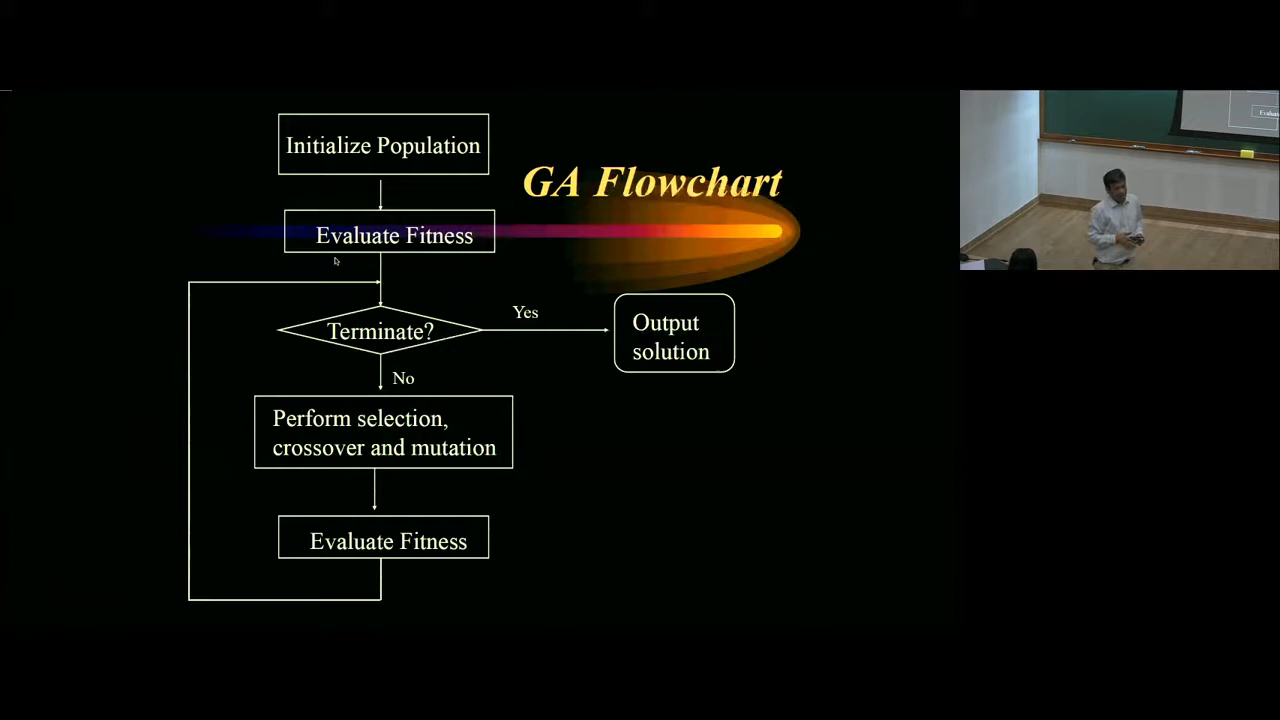 Initialize Population
GA Flowchart
Evaluate Fitness
Terminate?
Yes
Output
solution
No
Perform selection,
crossover and mutation
Evaluate Fitness